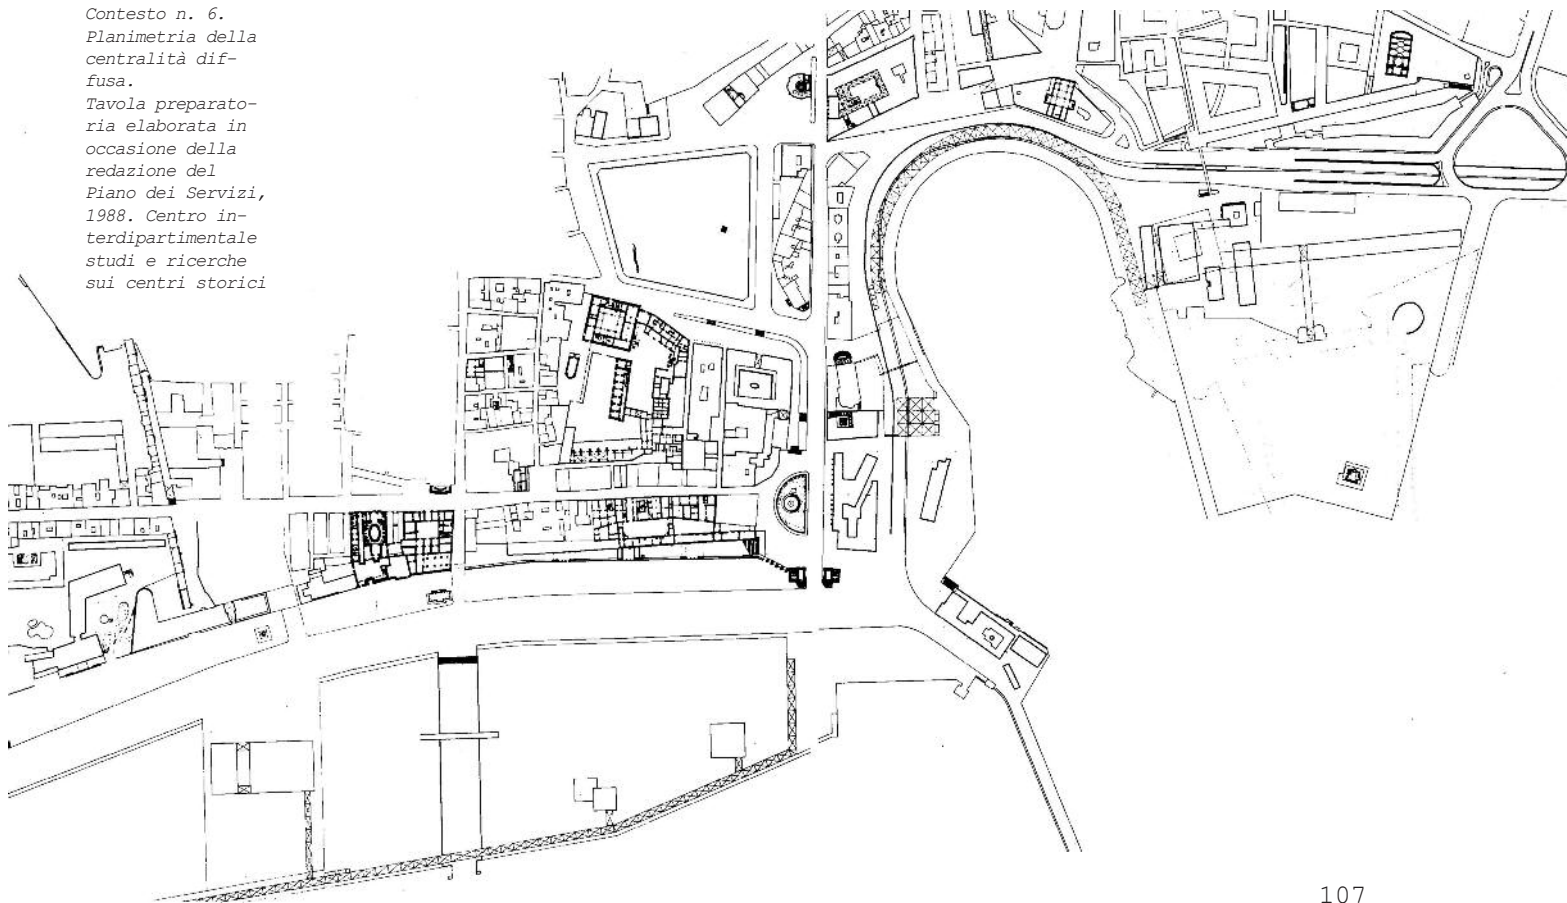 Contesto n. 6.
Planimetria della
centralità dif-
fusa.
Tavola preparato-
ria elaborata in
occasione della
redazione del
Piano dei Servizi,
1988. Centro in-
terdipartimentale
studi e ricerche
sui centri storici
107